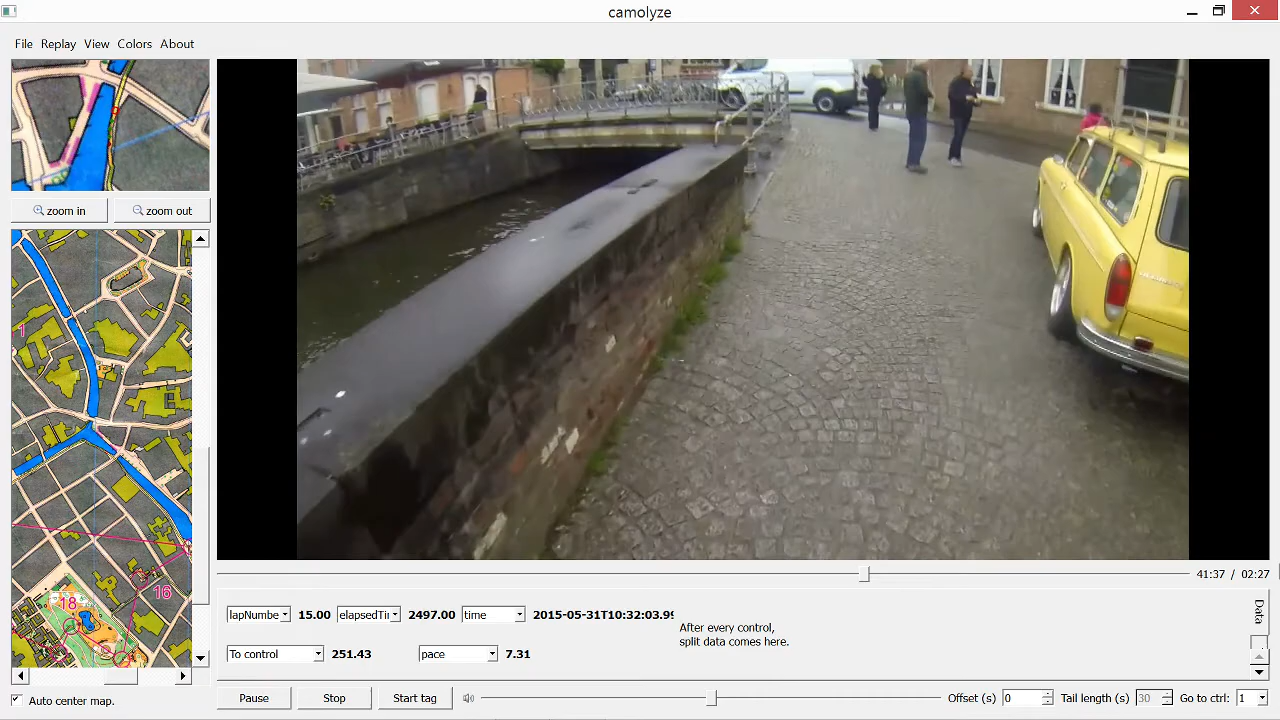 camolyze
File Replay View Colors About
zoom in zoom out
1
16
18
41:37 / 02:27
lapNumbe 15.00 elapsedTii 2497.00 time 2015-05-31T10:32:03.99
After every control,
split data comes here.
To control 251.43 pace 7.31
Data
Auto center map.
Pause Stop Start tag Offset (s) 0 Tail length (s) 30 Go to ctrl: 1